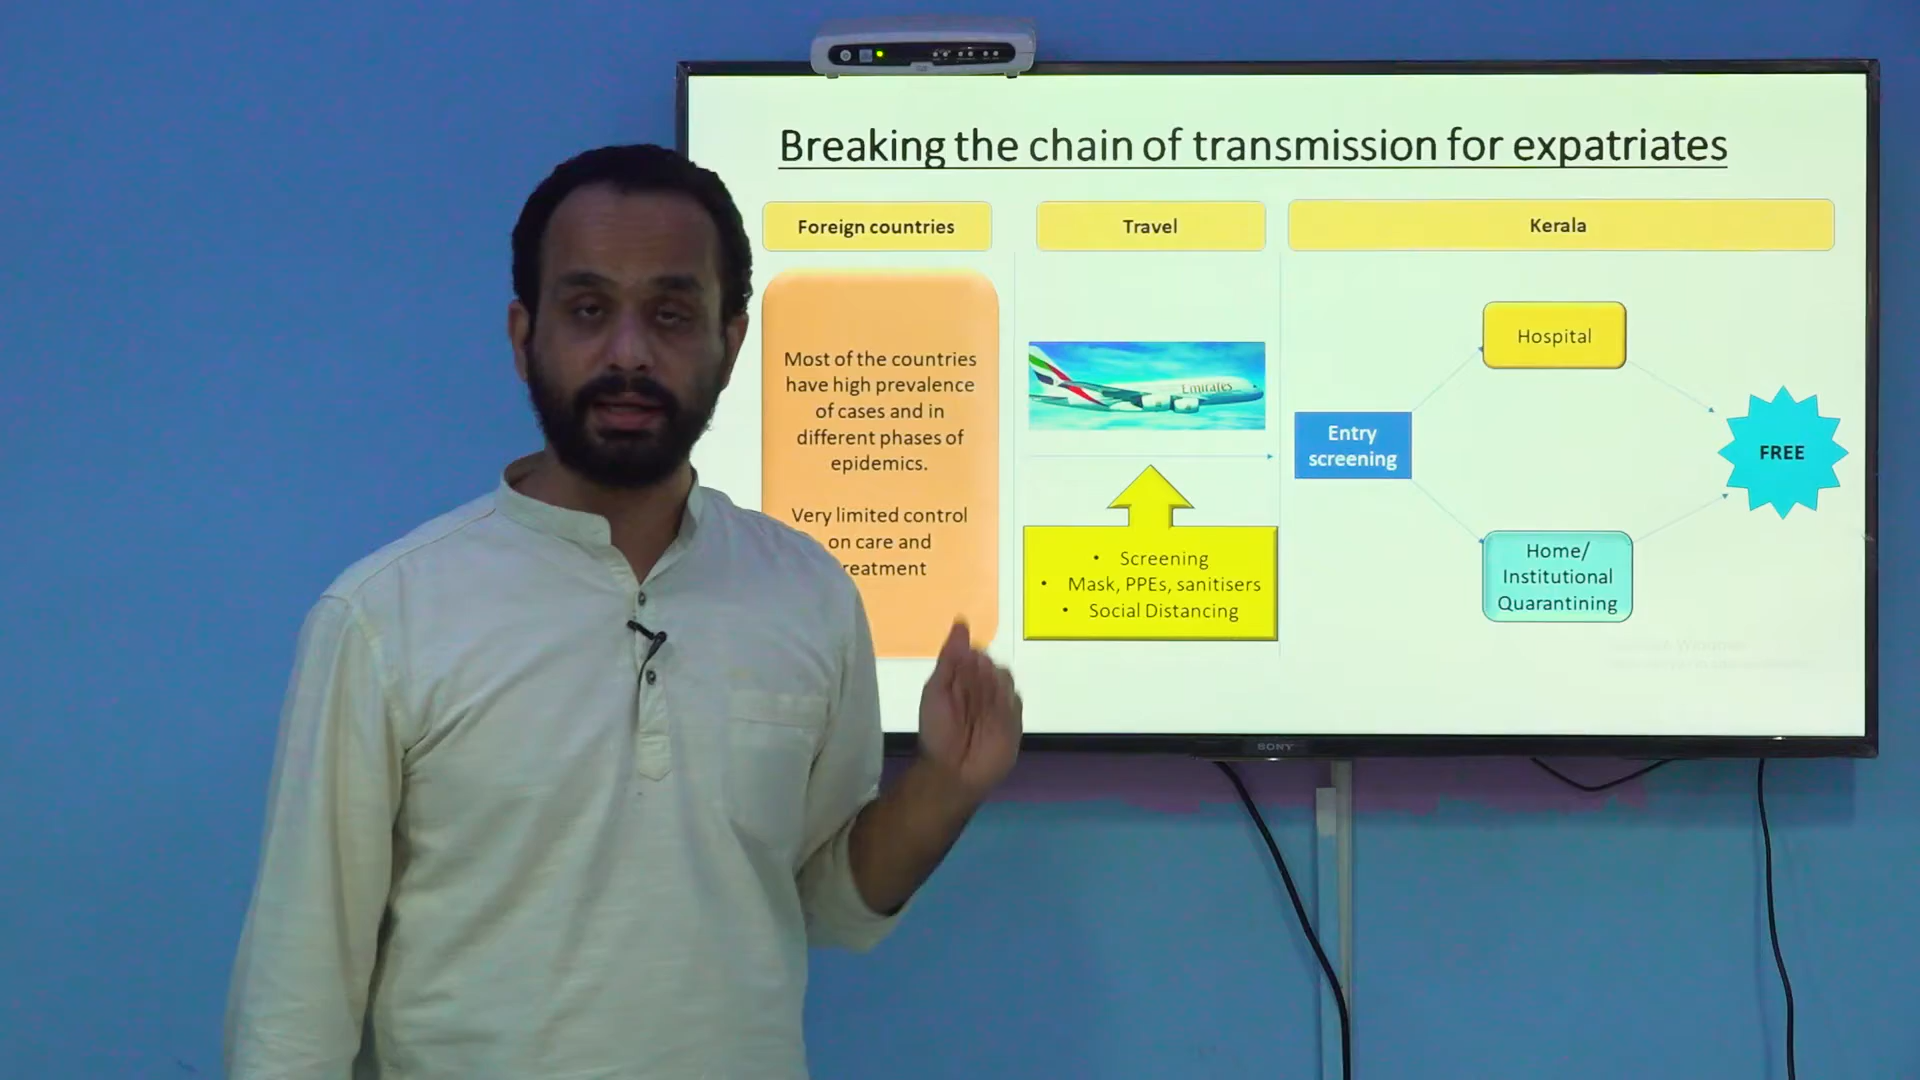 Breaking the chain of transmission for expatriates
Foreign countries
Travel
Kerala
Most of the countries
have high prevalence
of cases and in
different phases of
epidemics.
Very limited control
on care and
reatment
Emirates
• Screening
• Mask, PPEs, sanitisers
• Social Distancing
Entry
screening
Hospital
Home/
Institutional
Quarantining
FREE
SONY